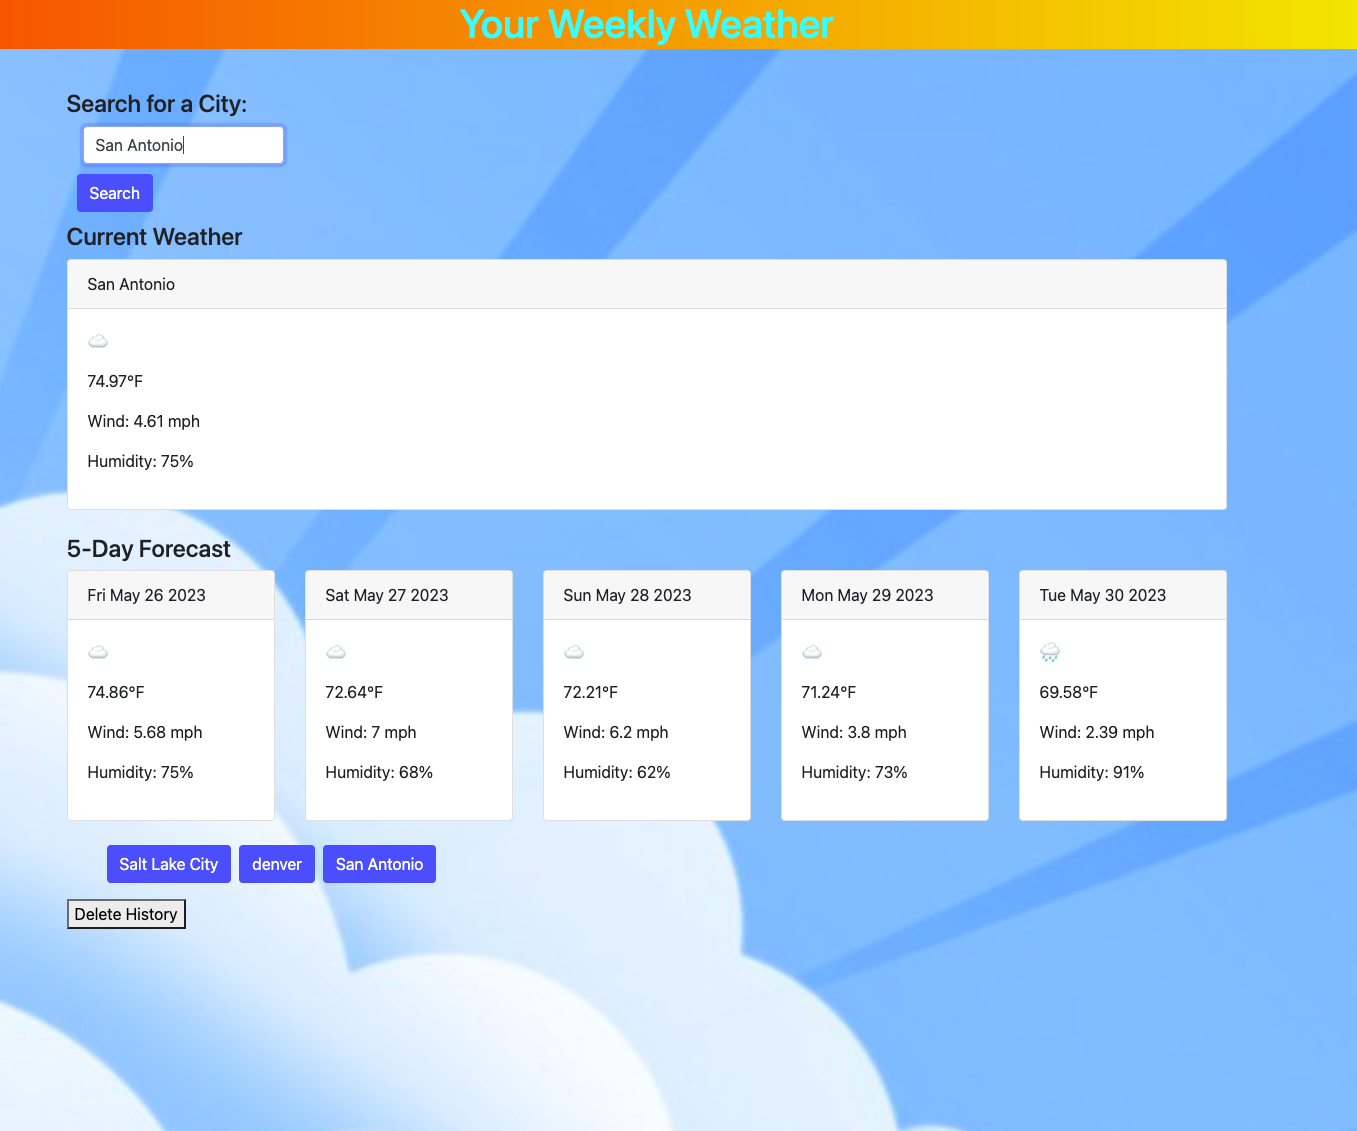 Your Weekly Weather
Search for a City:
San Antonio
Search
Current Weather
San Antonio
74.97°F
Wind: 4.61 mph
Humidity: 75%
5-Day Forecast
Fri May 26 2023
74.86°F
Wind: 5.68 mph
Humidity: 75%
Sat May 27 2023
72.64°F
Wind: 7 mph
Humidity: 68%
Sun May 28 2023
72.21°F
Wind: 6.2 mph
Humidity: 62%
Mon May 29 2023
71.24°F
Wind: 3.8 mph
Humidity: 73%
Tue May 30 2023
69.58°F
Wind: 2.39 mph
Humidity: 91%
Salt Lake City denver San Antonio
Delete History